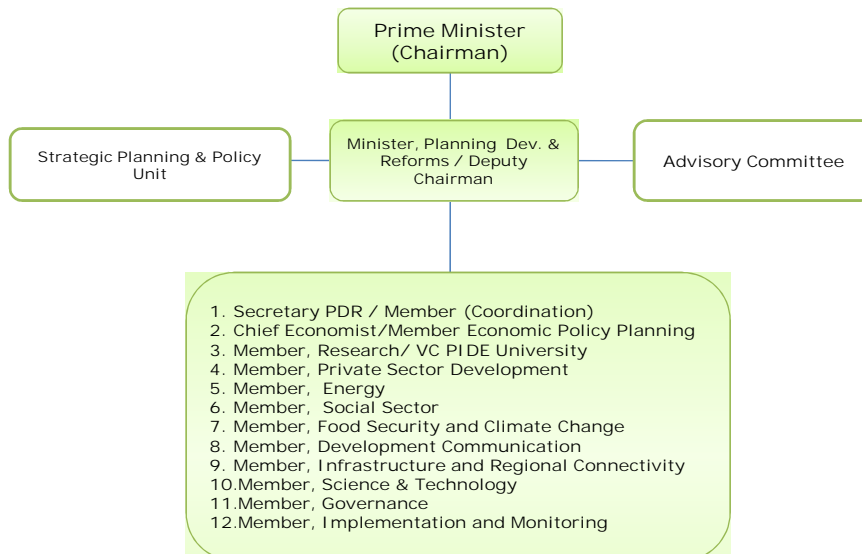 Prime Minister
(Chairman)
Strategic Planning & Policy
Unit
Minister, Planning Dev. &
Reforms / Deputy
Chairman
Advisory Committee
1. Secretary PDR / Member (Coordination)
2. Chief Economist/Member Economic Policy Planning
3. Member, Research/ VC PIDE University
4. Member, Private Sector Development
5. Member, Energy
6. Member, Social Sector
7. Member, Food Security and Climate Change
8. Member, Development Communication
9. Member, Infrastructure and Regional Connectivity
10.Member, Science & Technology
11.Member, Governance
12.Member, Implementation and Monitoring